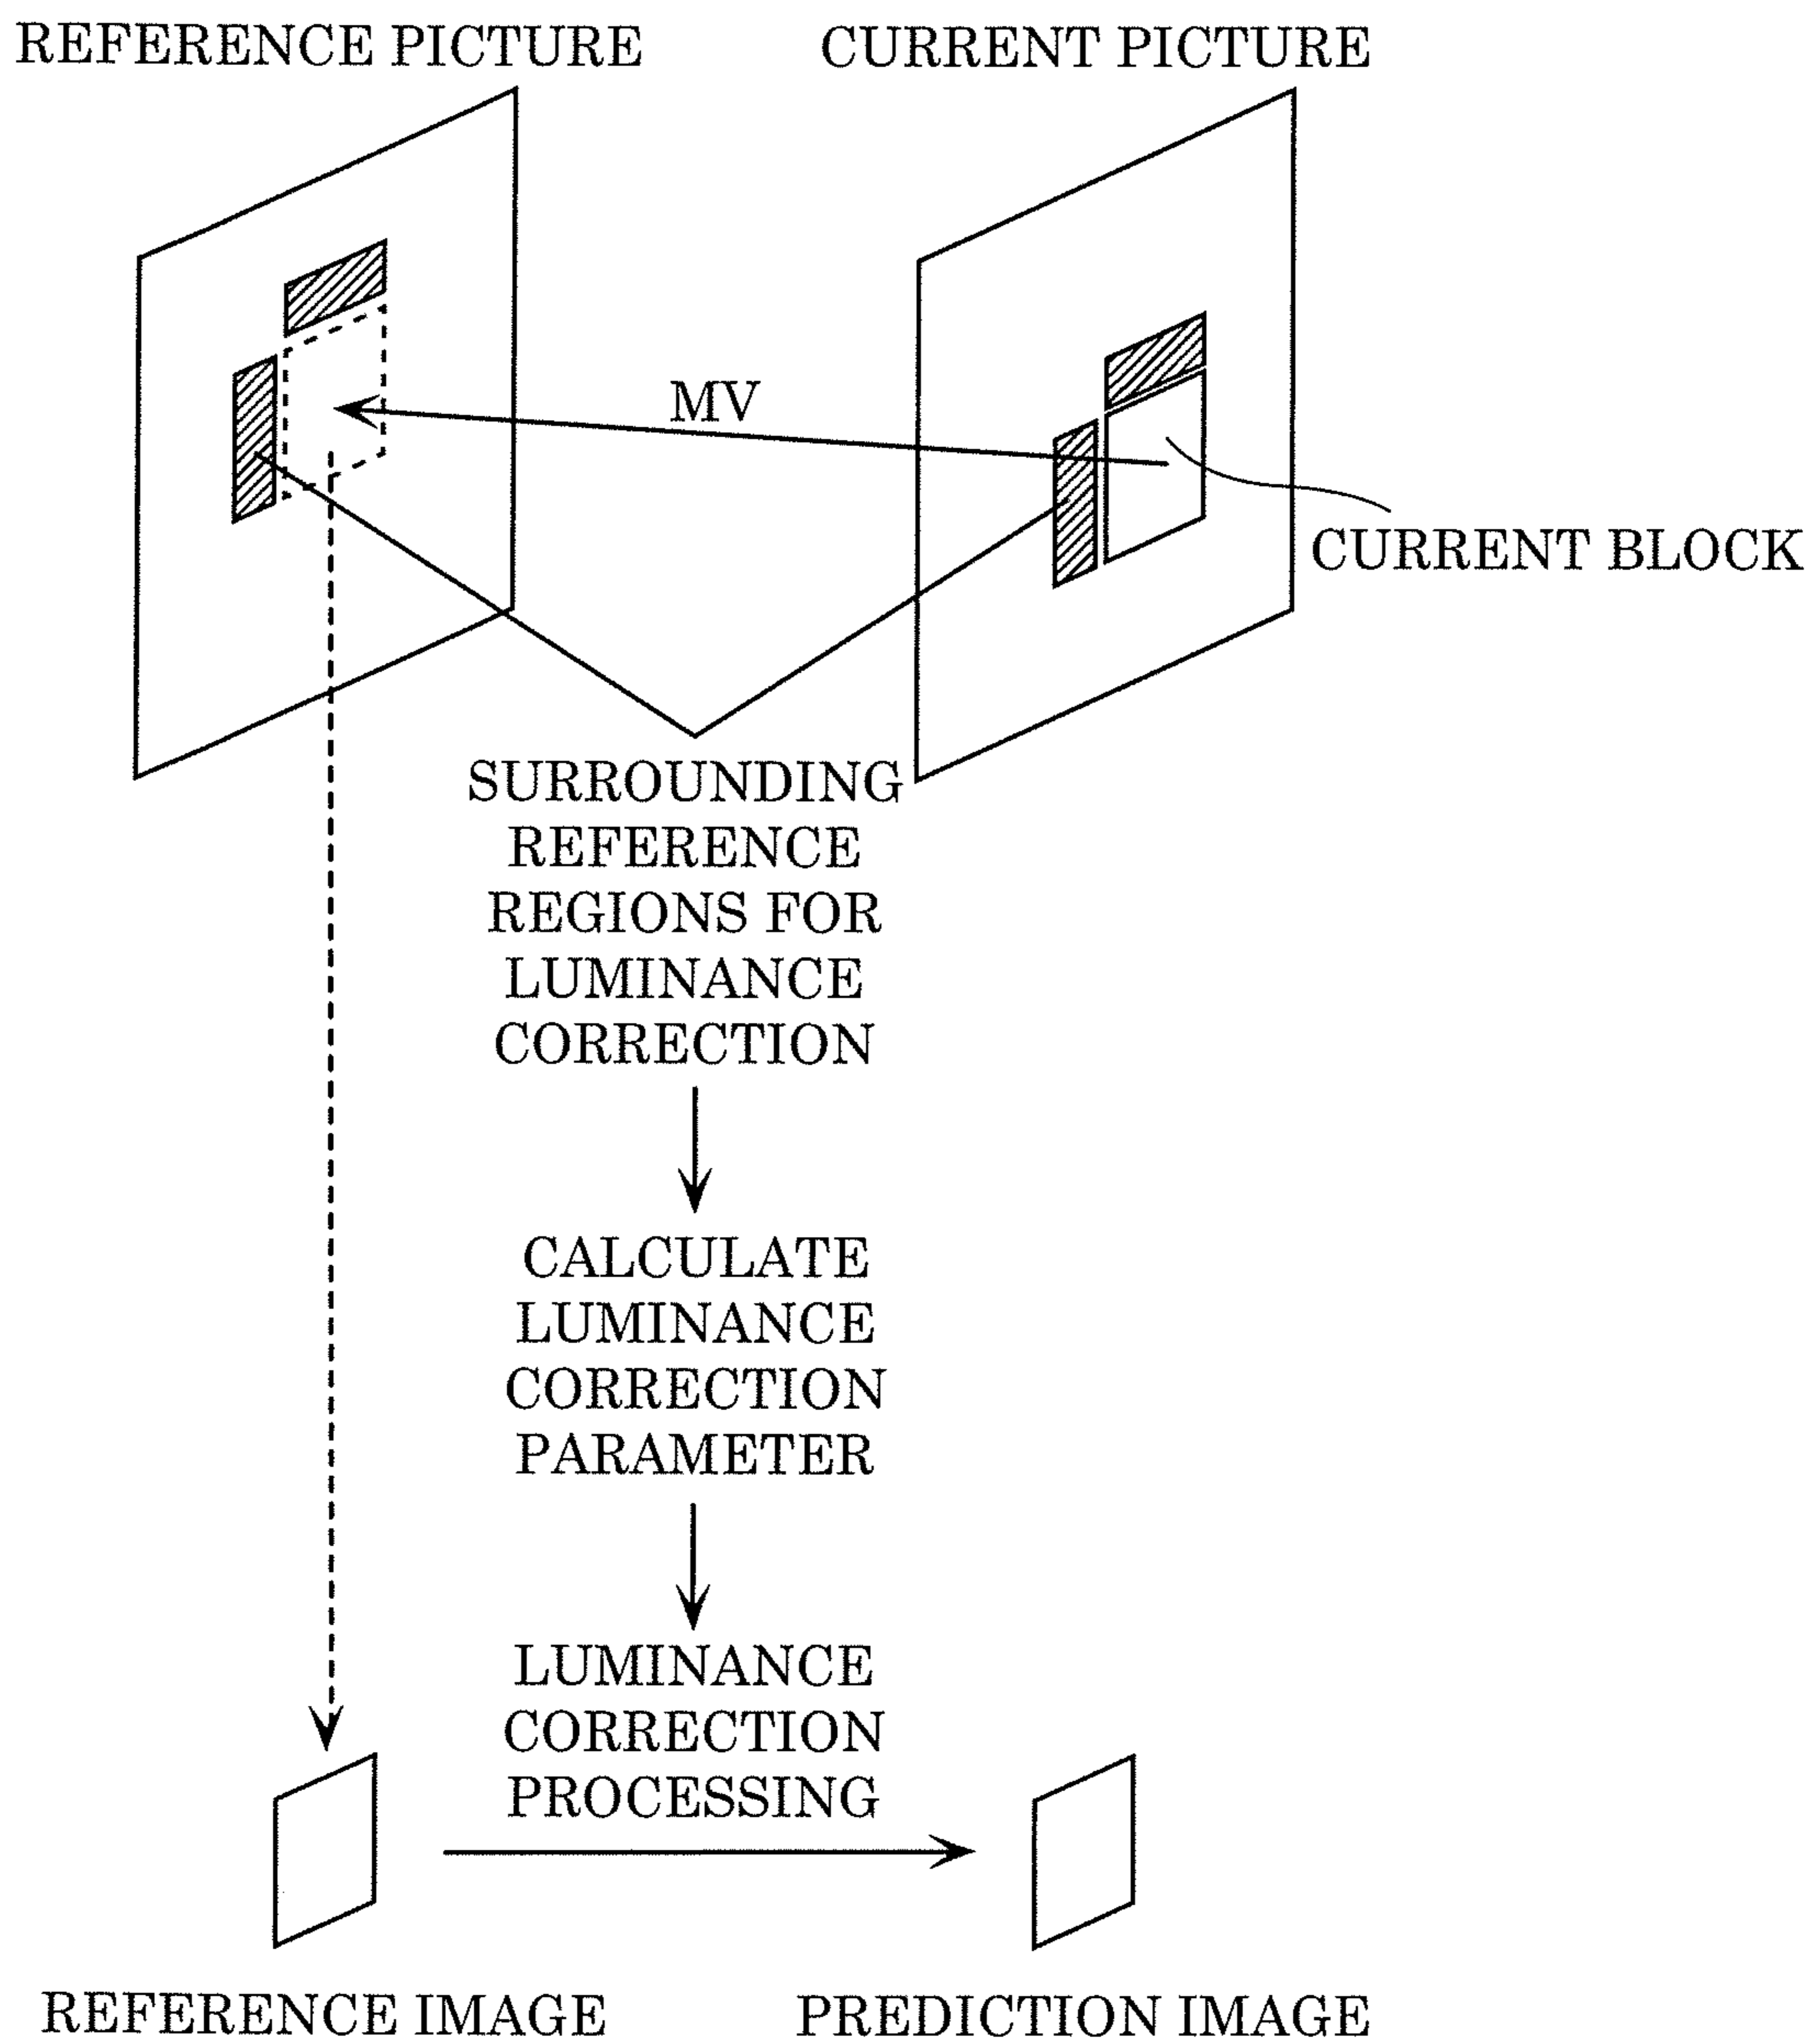 REFERENCE PICTURE
CURRENT PICTURE
MV
CURRENT BLOCK
SURROUNDING
REFERENCE
REGIONS FOR
LUMINANCE
CORRECTION
CALCULATE
LUMINANCE
CORRECTION
PARAMETER
LUMINANCE
CORRECTION
PROCESSING
REFERENCE IMAGE
PREDICTION IMAGE